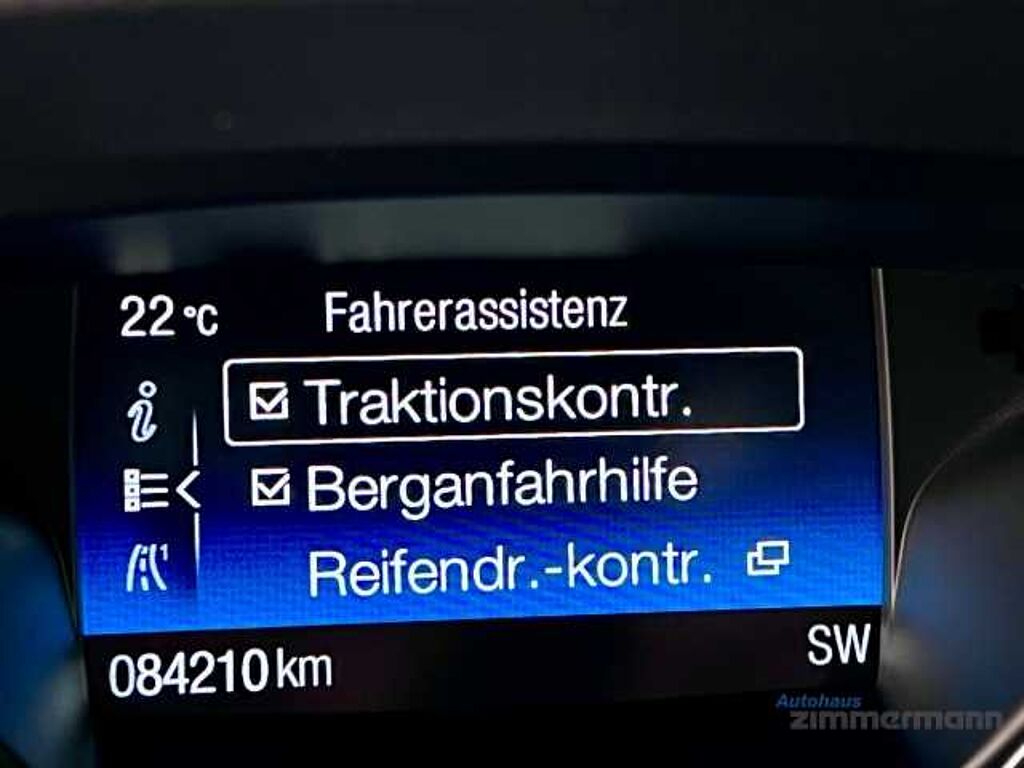 22 °C Fahrerassistenz
Traktionskontr.
Berganfahrhilfe
Reifendr.-kontr.
084210 km SW
Autohaus
zimmermann